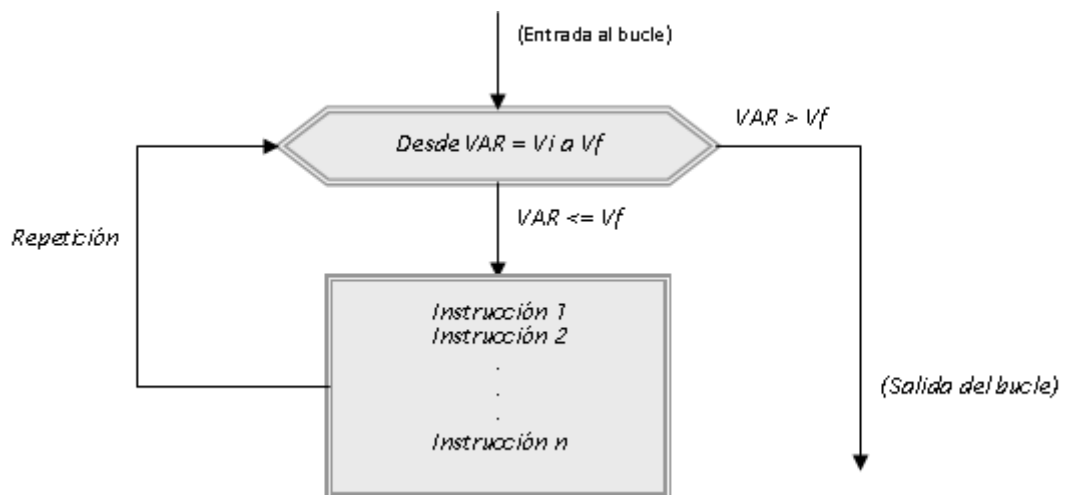 (Entrada al bucle)
VAR > Vf
Desde VAR = Vi a Vf
VAR <= Vf
Repetición
Instrucción 1
Instrucción 2
.
.
.
Instrucción n
(Salida del bucle)